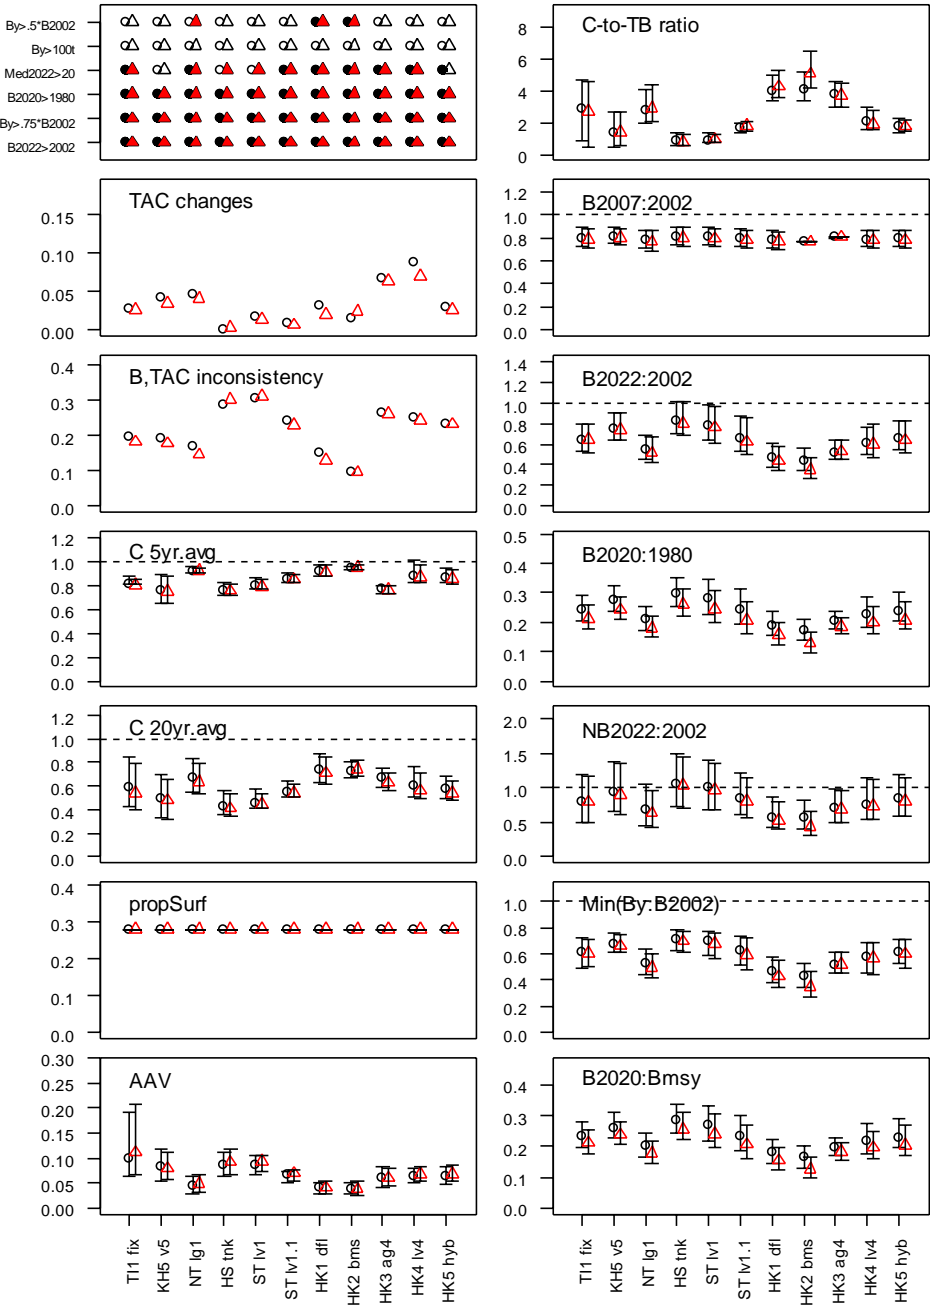 By>.5*B2002
By>100t
Med2022>20
B2020>1980
By>.75*B2002
B2022>2002
TAC changes
0.15
0.10
0.05
0.00
B,TAC inconsistency
0.4
0.3
0.2
0.1
0.0
C 5yr.avg
1.2
1.0
0.8
0.6
0.4
0.2
0.0
C 20yr.avg
1.2
1.0
0.8
0.6
0.4
0.2
0.0
propSurf
0.4
0.3
0.2
0.1
0.0
AAV
0.30
0.25
0.20
0.15
0.10
0.05
0.00
TI1 fix
KH5 v5
NT lg1
HS tnk
ST lv1
ST lv1.1
HK1 dfl
HK2 bms
HK3 ag4
HK4 lv4
HK5 hyb
C-to-TB ratio
8
6
4
2
0
B2007:2002
1.2
1.0
0.8
0.6
0.4
0.2
0.0
B2022:2002
1.4
1.2
1.0
0.8
0.6
0.4
0.2
0.0
B2020:1980
0.5
0.4
0.3
0.2
0.1
0.0
NB2022:2002
2.0
1.5
1.0
0.5
0.0
Min(By:B2002)
1.0
0.8
0.6
0.4
0.2
0.0
B2020:Bmsy
0.4
0.3
0.2
0.1
0.0
TI1 fix
KH5 v5
NT lg1
HS tnk
ST lv1
ST lv1.1
HK1 dfl
HK2 bms
HK3 ag4
HK4 lv4
HK5 hyb